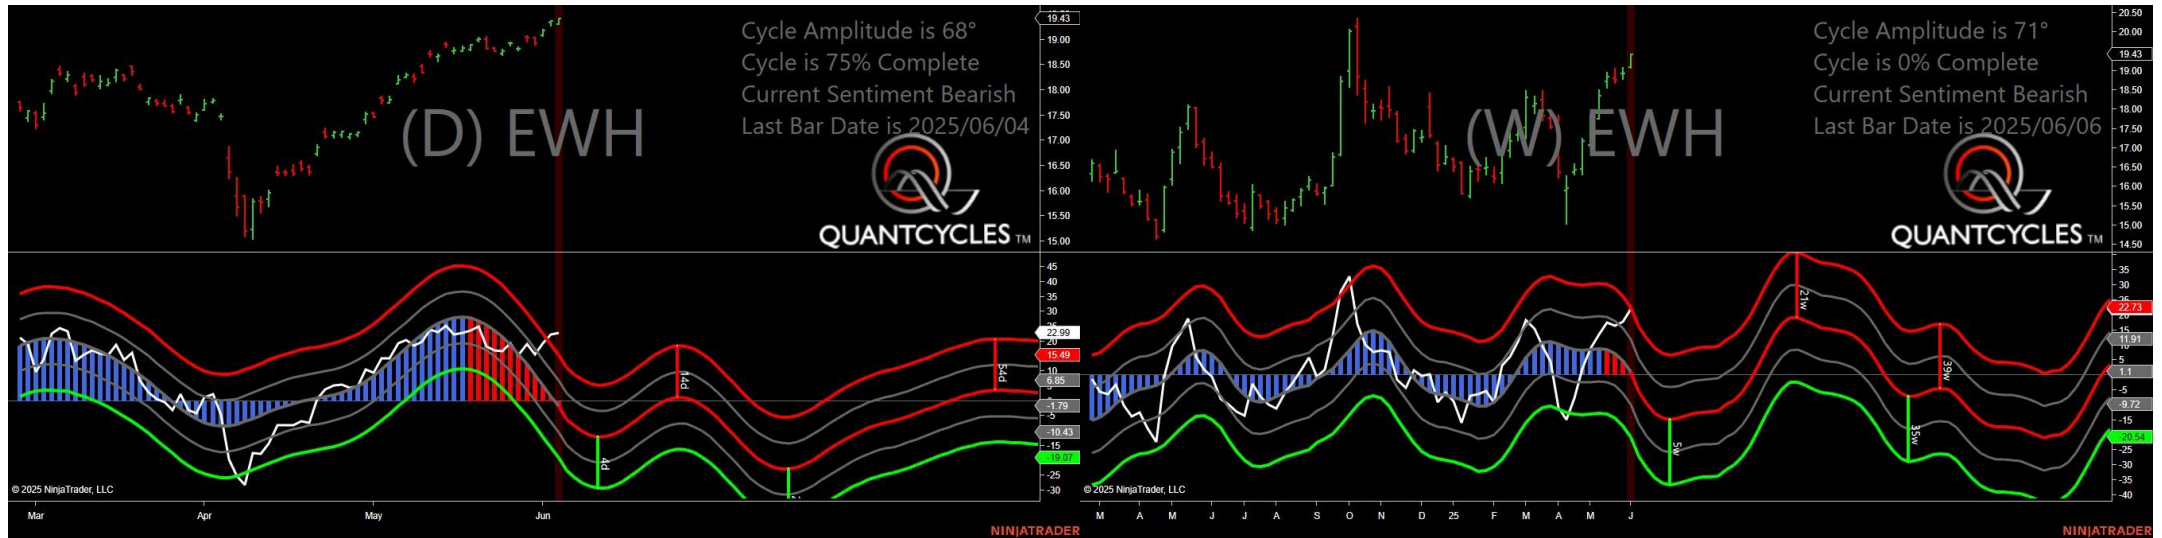 Cycle Amplitude is 68°
Cycle is 75% Complete
Current Sentiment Bearish
Last Bar Date is 2025/06/04
(D) EWH
QUANTCYCLES TM
19.43
19.00
18.50
18.00
17.50
17.00
16.50
16.00
15.50
15.00
45
40
35
30
22.99
20
15.49
10
6.85
-1.79
-5
-10.43
-15
-19.07
-25
-30
4d
14d
54d
© 2025 NinjaTrader, LLC
Mar
Apr
May
Jun
NINJATRADER
Cycle Amplitude is 71°
Cycle is 0% Complete
Current Sentiment Bearish
Last Bar Date is 2025/06/06
(W) EWH
QUANTCYCLES TM
20.50
20.00
19.43
19.00
18.50
18.00
17.50
17.00
16.50
16.00
15.50
15.00
14.50
35
30
25
22.73
15
11.91
5
1.1
-5
-9.72
-15
-20.54
-25
-30
-35
-40
5w
21w
35w
39w
© 2025 NinjaTrader, LLC
M
A
M
J
J
A
S
O
N
D
25
F
M
A
M
J
NINJATRADER